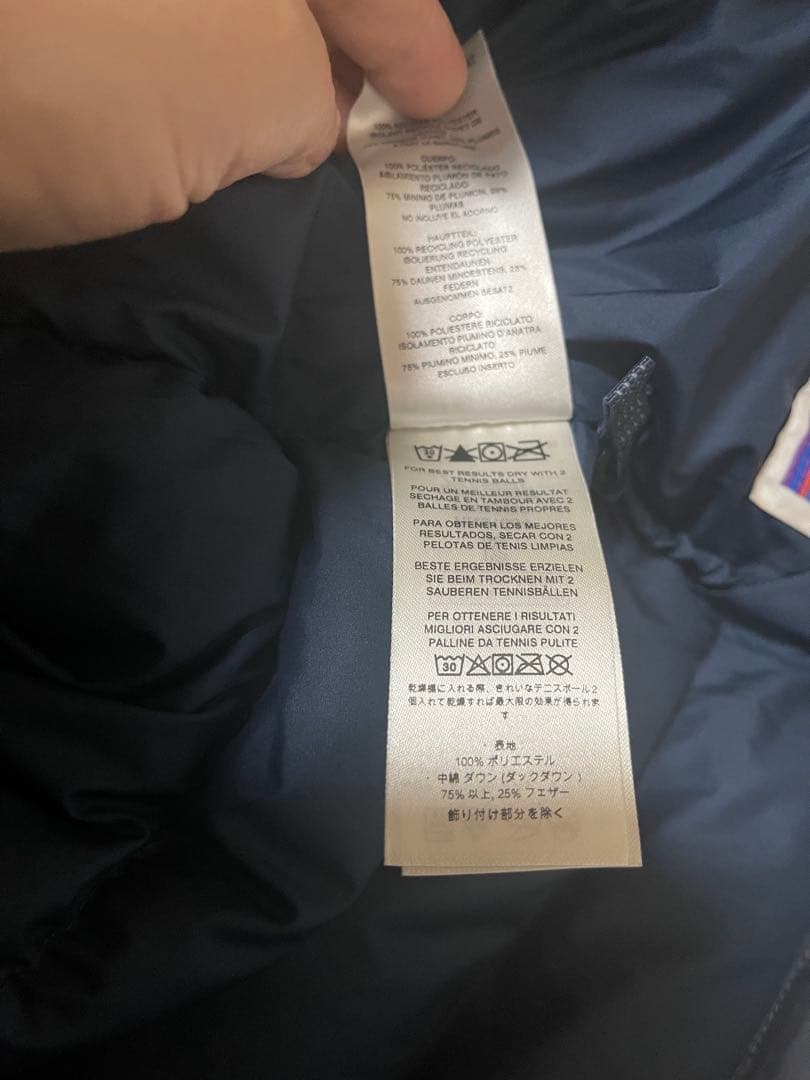 CUERPO:
100% POLIÉSTER RECICLADO
AISLAMIENTO PLUMÓN DE PATO
RECICLADO:
75% MÍNIMO DE PLUMÓN, 25%
PLUMAS
NO INCLUYE EL ADORNO
HAUPTTEIL:
100% RECYCLING POLYESTER
ISOLIERUNG RECYCLING
ENTENDAUNEN
75% DAUNEN MINDESTENS, 25%
FEDERN
AUSGENOMMEN BESATZ
CORPO:
100% POLIESTERE RICICLATO
ISOLAMENTO PIUMINO D'ANATRA
RICICLATO
75% PIUMINO MINIMO, 25% PIUME
ESCLUSO INSERTO
30
FOR BEST RESULTS DRY WITH 2
TENNIS BALLS
POUR UN MEILLEUR RESULTAT
SECHAGE EN TAMBOUR AVEC 2
BALLES DE TENNIS PROPRES
PARA OBTENER LOS MEJORES
RESULTADOS, SECAR CON 2
PELOTAS DE TENIS LIMPIAS
BESTE ERGEBNISSE ERZIELEN
SIE BEIM TROCKNEN MIT 2
SAUBEREN TENNISBÄLLEN
PER OTTENERE I RISULTATI
MIGLIORI ASCIUGARE CON 2
PALLINE DA TENNIS PULITE
30
乾燥機に入れる際、きれいなテニスボール2
個入れて乾燥すれば最大限の効果が得られま
す
・表地:
100% ポリエステル
・中綿 ダウン (ダックダウン)
75% 以上, 25% フェザー
飾り付け部分を除く